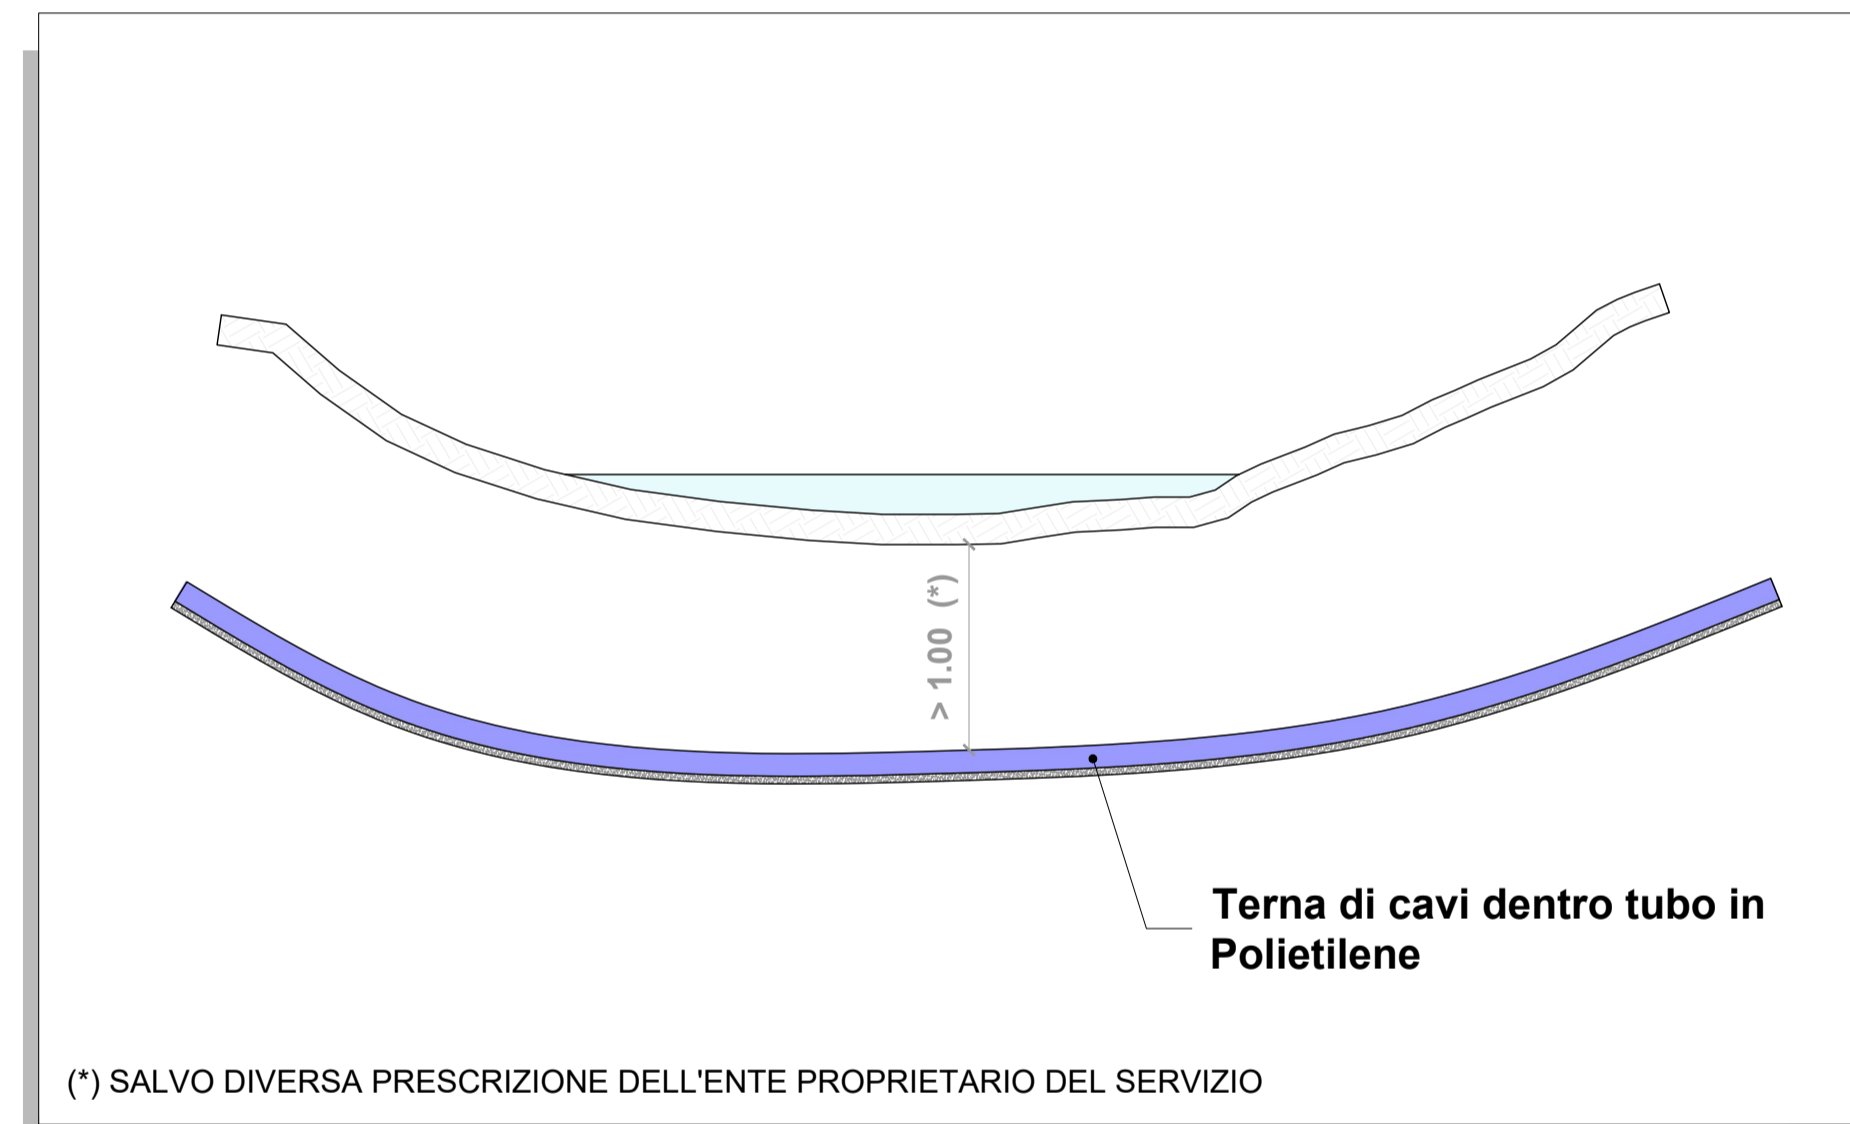 > 1.00 (*)
Terna di cavi dentro tubo in
Polietilene
(*) SALVO DIVERSA PRESCRIZIONE DELL'ENTE PROPRIETARIO DEL SERVIZIO